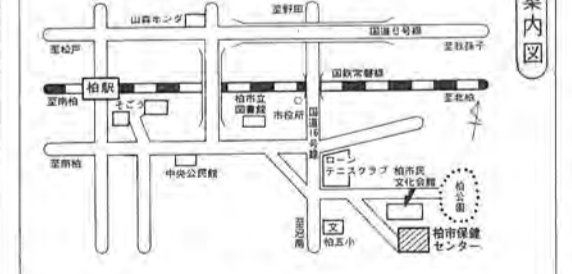 案内図
山森ホンダ
至野田
国道6号線
至松戸
至我孫子
国鉄常磐線
柏駅
至南柏
そごう
柏市立
図書館
市役所
国道16号線
至北柏
至南柏
中央公民館
ローン
テニスクラブ
柏市民
文化会館
柏公園
文
柏五小
柏市保健
センター